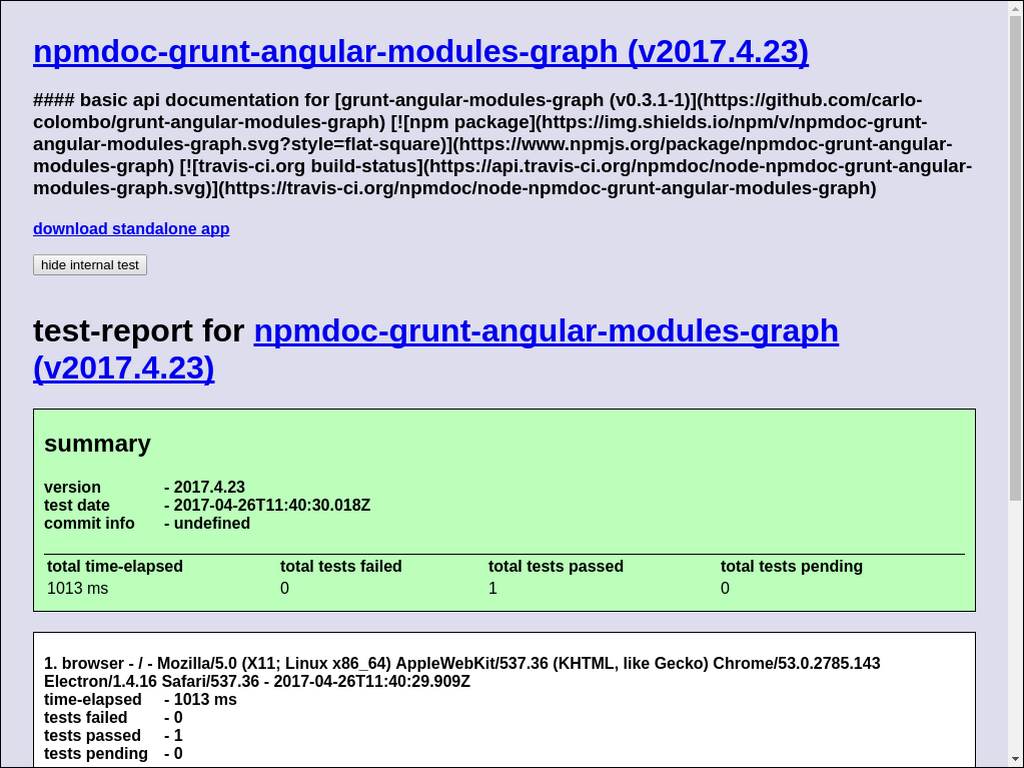 npmdoc-grunt-angular-modules-graph (v2017.4.23)
#### basic api documentation for [grunt-angular-modules-graph (v0.3.1-1)](https://github.com/carlo-
colombo/grunt-angular-modules-graph) [![npm package](https://img.shields.io/npm/v/npmdoc-grunt-
angular-modules-graph.svg?style=flat-square)](https://www.npmjs.org/package/npmdoc-grunt-angular-
modules-graph) [![travis-ci.org build-status](https://api.travis-ci.org/npmdoc/node-npmdoc-grunt-angular-
modules-graph.svg)](https://travis-ci.org/npmdoc/node-npmdoc-grunt-angular-modules-graph)
download standalone app
hide internal test
test-report for npmdoc-grunt-angular-modules-graph
(v2017.4.23)
summary
version - 2017.4.23
test date - 2017-04-26T11:40:30.018Z
commit info - undefined
total time-elapsed total tests failed total tests passed total tests pending
1013 ms 0 1 0
1. browser - / - Mozilla/5.0 (X11; Linux x86_64) AppleWebKit/537.36 (KHTML, like Gecko) Chrome/53.0.2785.143
Electron/1.4.16 Safari/537.36 - 2017-04-26T11:40:29.909Z
time-elapsed - 1013 ms
tests failed - 0
tests passed - 1
tests pending - 0